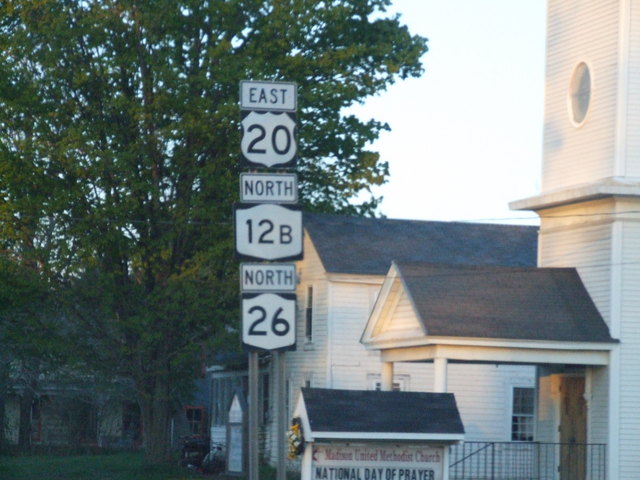 EAST
20
NORTH
12B
NORTH
26
Madison United Methodist Church
NATIONAL DAY OF PRAYER